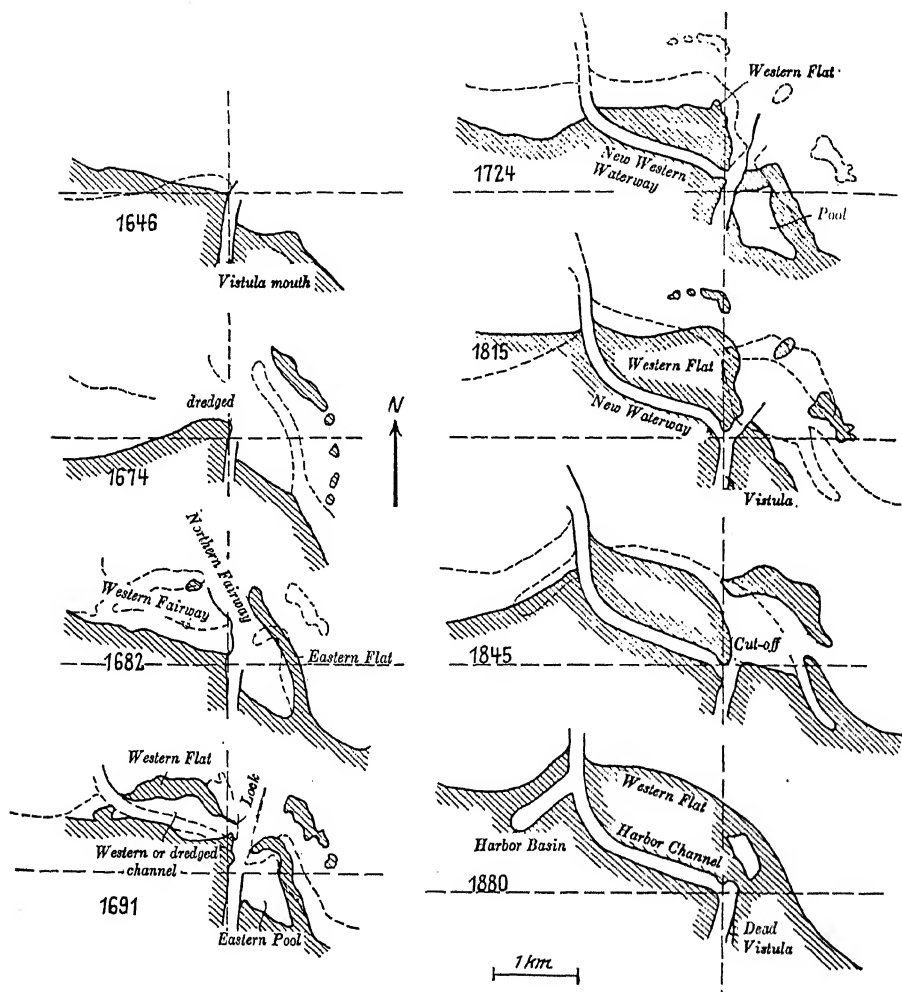 1646
Vistula mouth
dredged
1674
Northern Fairway
Western Fairway
1682
Eastern Flat
Western Flat
Lock
Western or dredged
channel
1691
Eastern Pool
N
Western Flat
New Western
Waterway
1724
Pool
1815
Western Flat
New Waterway
Vistula
1845
Cut-off
Western Flat
Harbor Basin
Harbor Channel
1880
Dead
Vistula
1 km